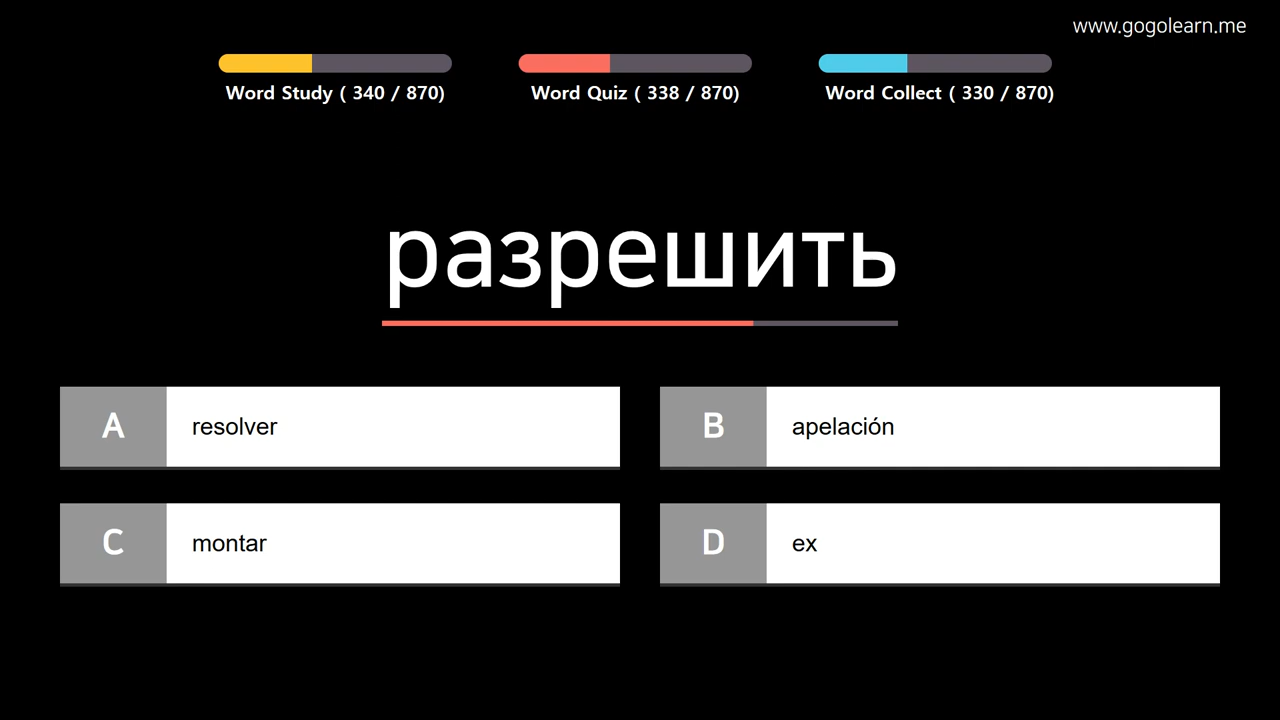 www.gogolearn.me
Word Study ( 340 / 870)
Word Quiz ( 338 / 870)
Word Collect ( 330 / 870)
разрешить
A resolver
B apelación
C montar
D ex